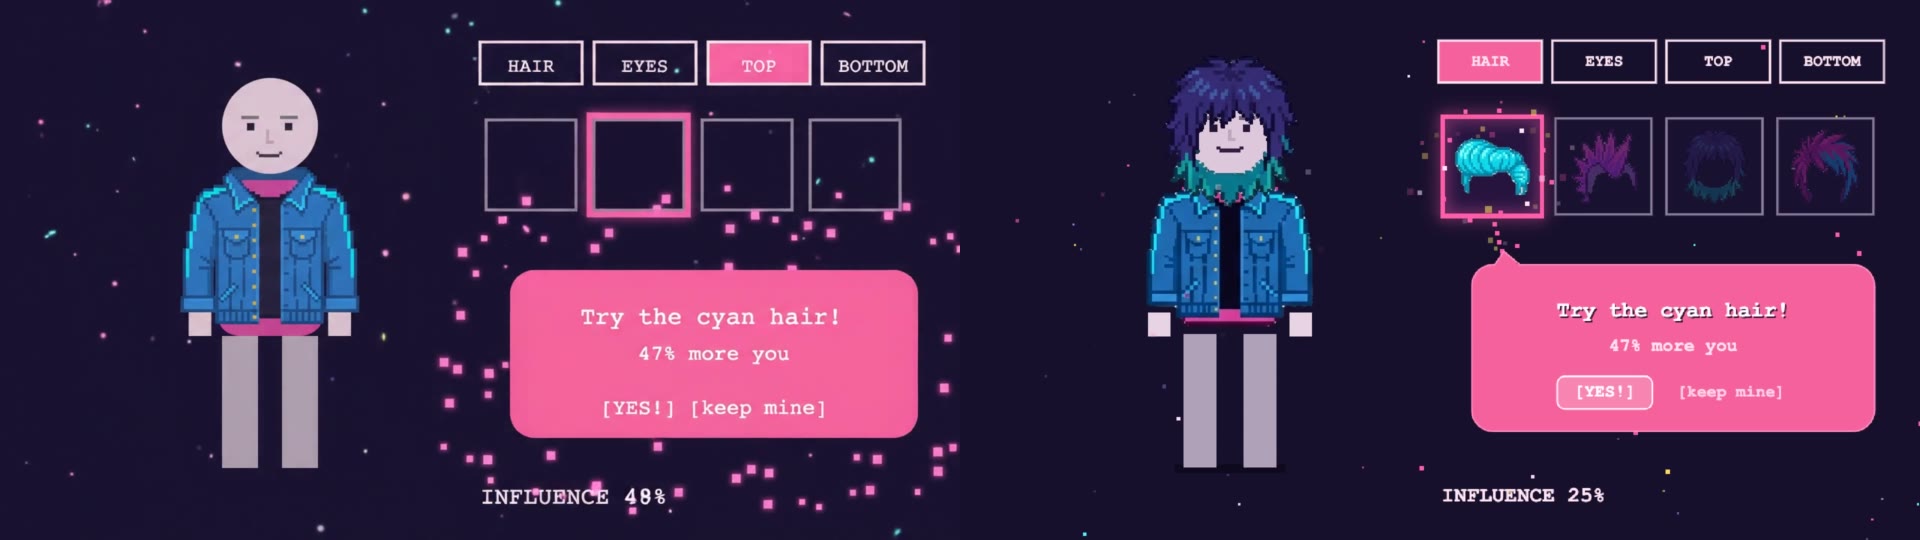 HAIR EYES TOP BOTTOM
Try the cyan hair!
47% more you
[YES!] [keep mine]
INFLUENCE 48%
HAIR EYES TOP BOTTOM
Try the cyan hair!
47% more you
[YES!] [keep mine]
INFLUENCE 25%